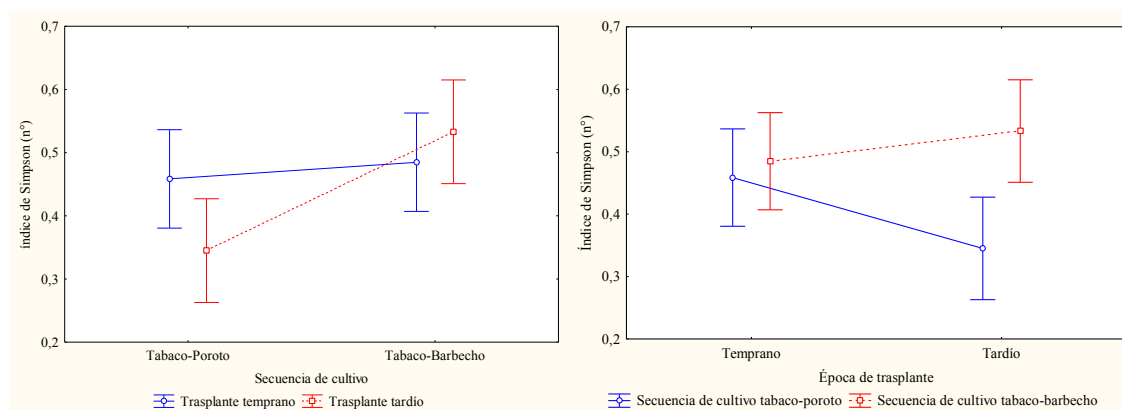 0,7
0,6
0,5
0,4
0,3
0,2
índice de Simpson (n°)
Tabaco-Poroto Tabaco-Barbecho
Secuencia de cultivo
Trasplante temprano Trasplante tardío
0,7
0,6
0,5
0,4
0,3
0,2
Índice de Simpson (n°)
Temprano Tardío
Época de trasplante
Secuencia de cultivo tabaco-poroto Secuencia de cultivo tabaco-barbecho